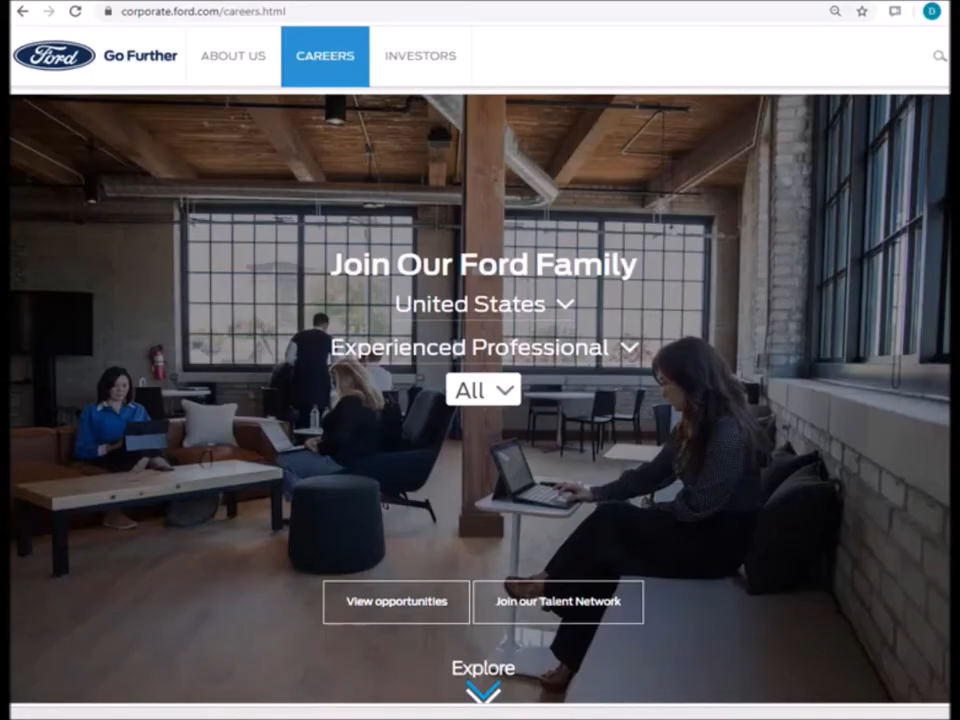 corporate.ford.com/careers.html
D
Ford Go Further ABOUT US CAREERS INVESTORS
Join Our Ford Family
United States
Experienced Professional
All
View opportunities Join our Talent Network
Explore